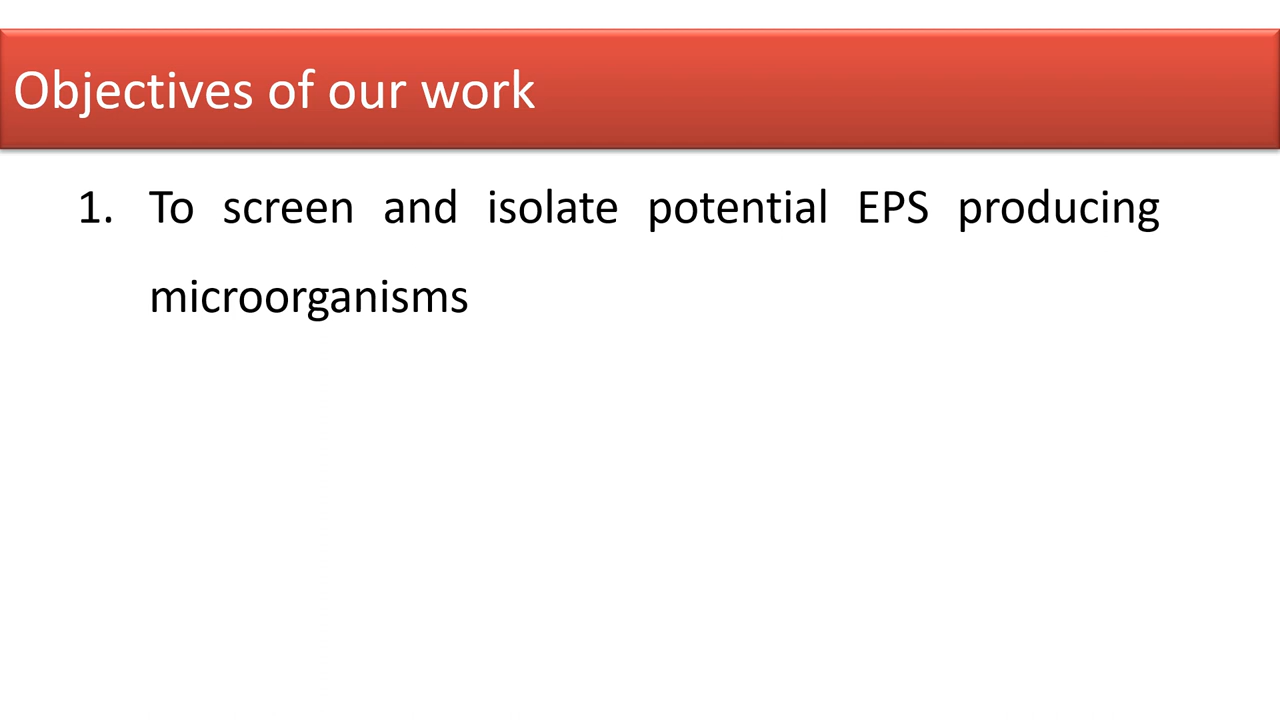 Objectives of our work
1. To screen and isolate potential EPS producing
microorganisms